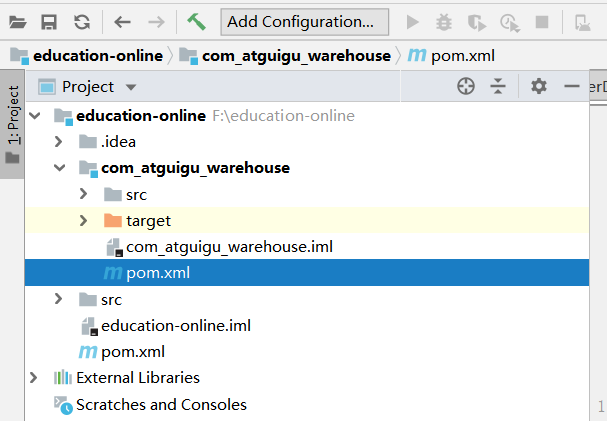 Add Configuration...
education-online com_atguigu_warehouse m pom.xml
1: Project
Project
education-online F:\education-online
.idea
com_atguigu_warehouse
src
target
com_atguigu_warehouse.iml
m pom.xml
src
education-online.iml
m pom.xml
External Libraries
Scratches and Consoles
1